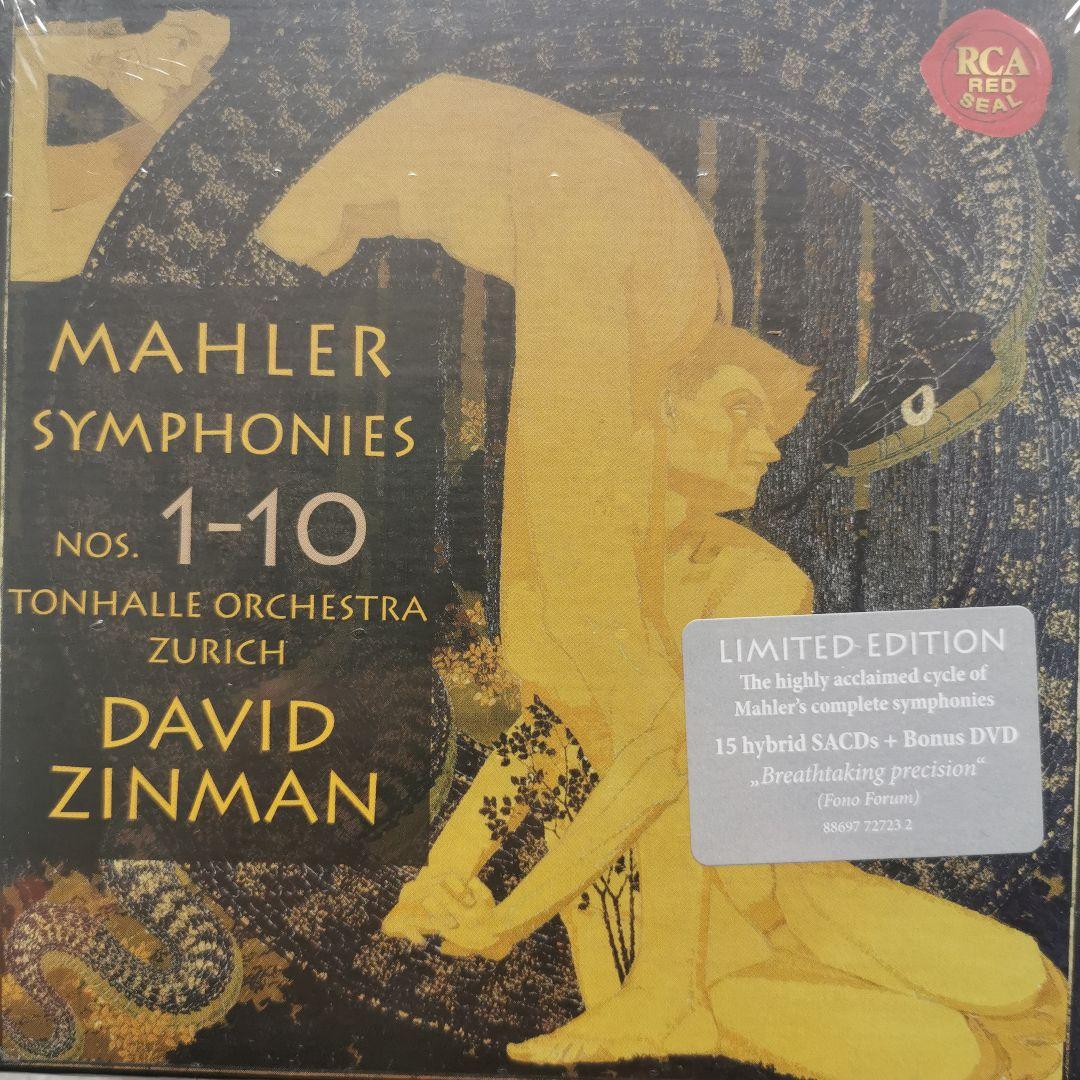 RCA
RED
SEAL
MAHLER
SYMPHONIES
NOS. 1-10
TONHALLE ORCHESTRA
ZURICH
DAVID
ZINMAN
LIMITED EDITION
The highly acclaimed cycle of
Mahler's complete symphonies
15 hybrid SACDs + Bonus DVD
„Breathtaking precision“
(Fono Forum)
88697 72723 2